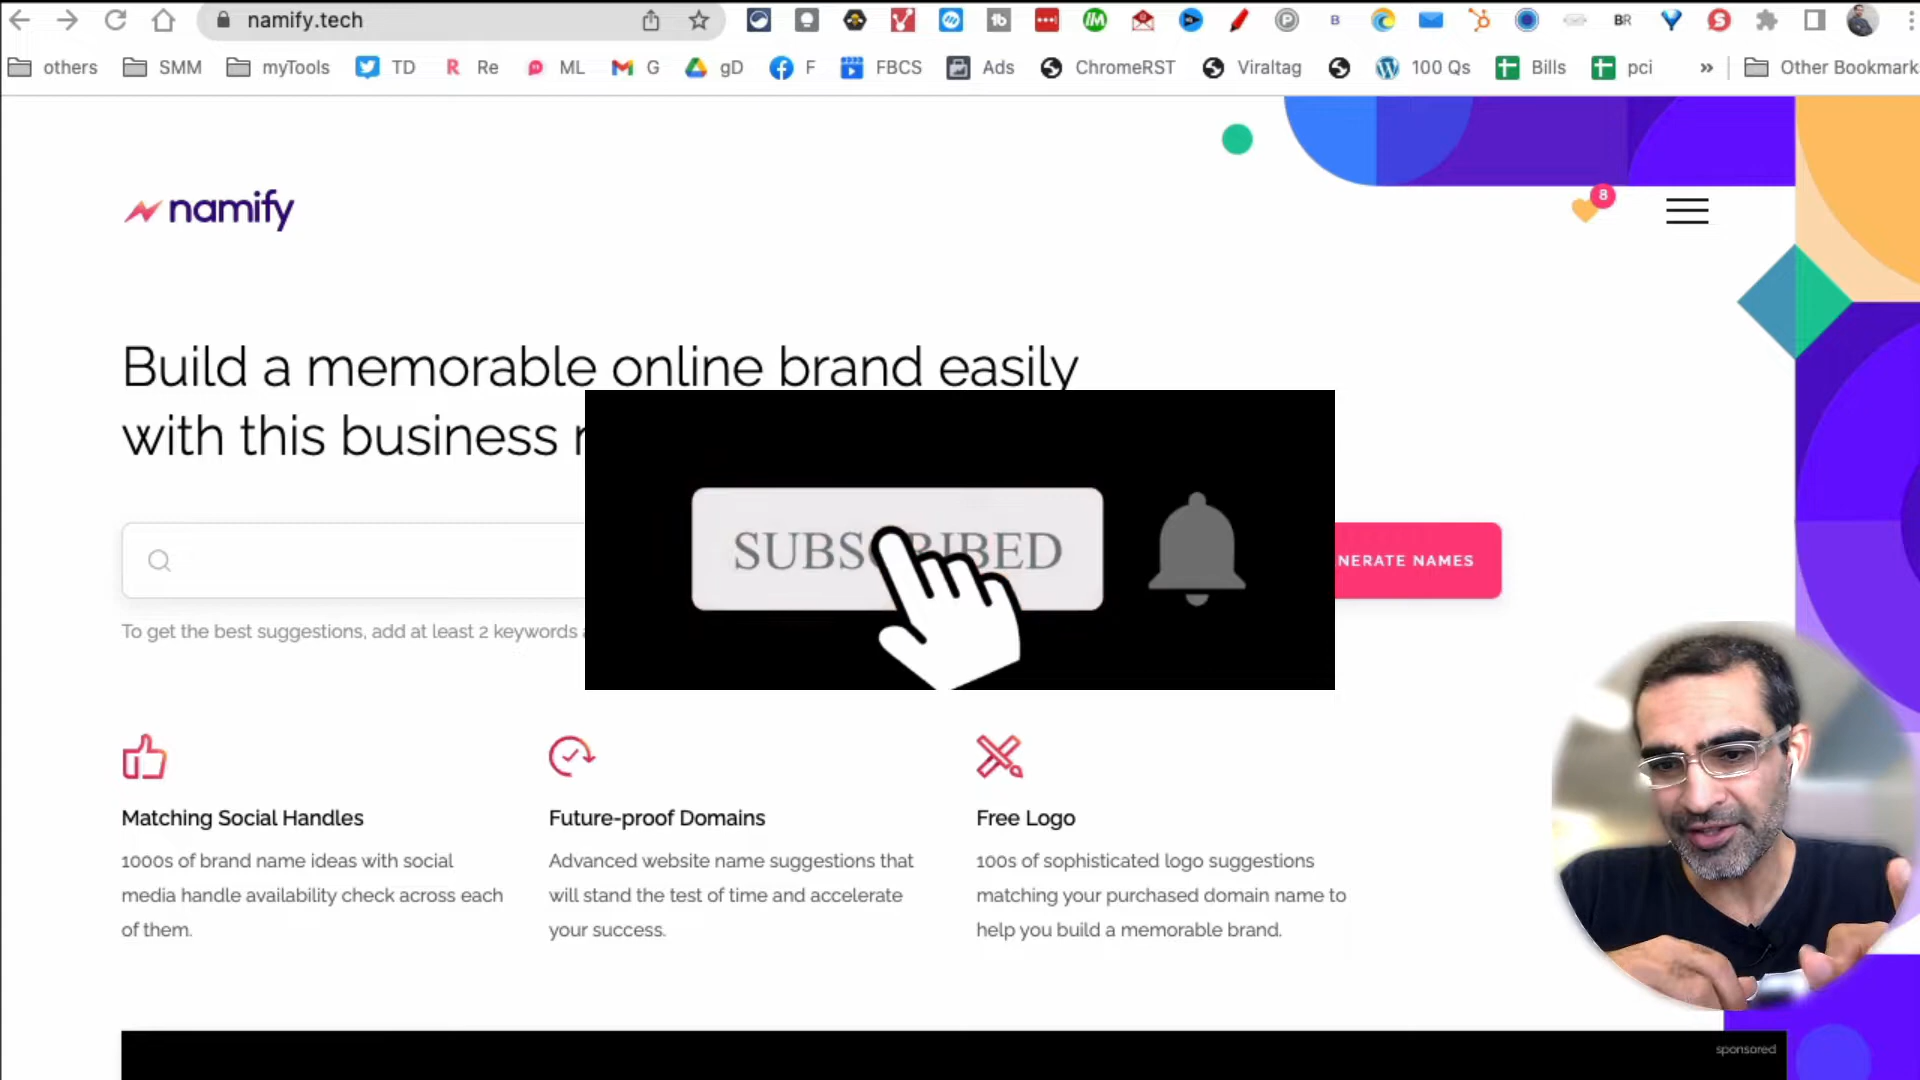 namify.tech
BR
others
SMM
myTools
TD
Re
ML
G
gD
F
FBCS
Ads
ChromeRST
Viraltag
100 Qs
Bills
pci
»
Other Bookmark
namify
8
Build a memorable online brand easily
with this business
SUBSCRIBED
NERATE NAMES
To get the best suggestions, add at least 2 keywords
Matching Social Handles
Future-proof Domains
Free Logo
1000s of brand name ideas with social
media handle availability check across each
of them.
Advanced website name suggestions that
will stand the test of time and accelerate
your success.
100s of sophisticated logo suggestions
matching your purchased domain name to
help you build a memorable brand.
sponsored